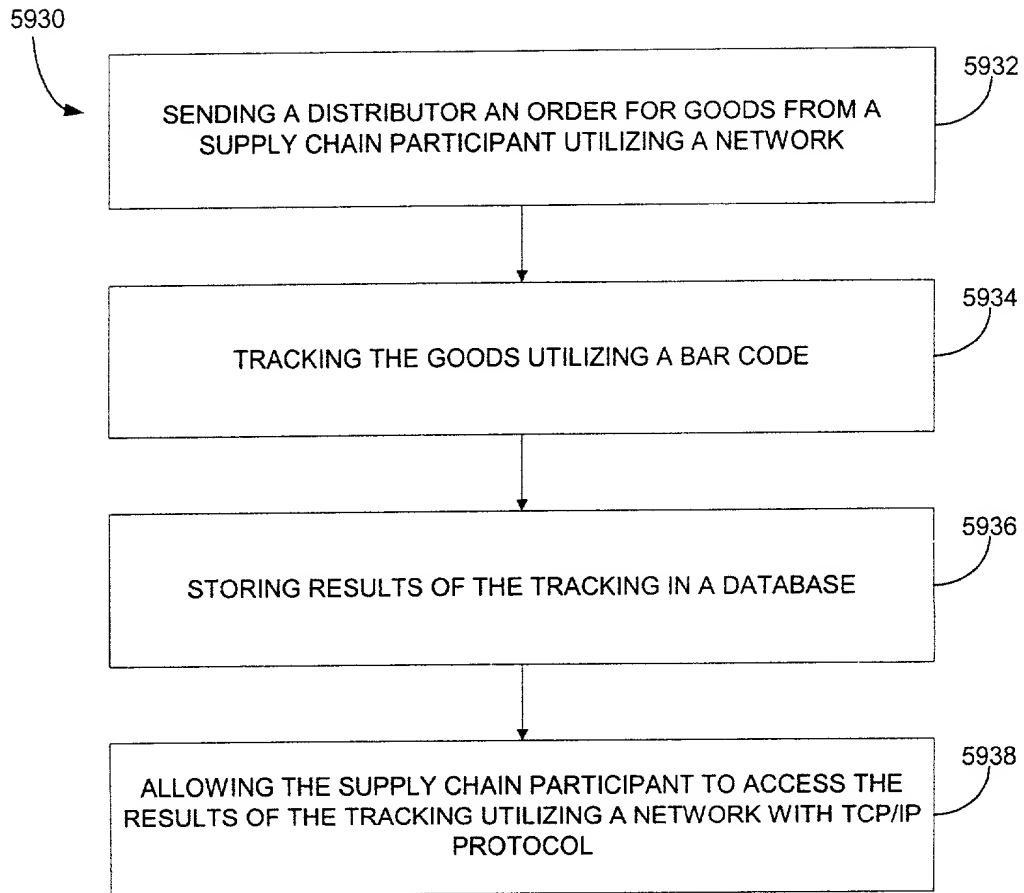 5930
5932
SENDING A DISTRIBUTOR AN ORDER FOR GOODS FROM A
SUPPLY CHAIN PARTICIPANT UTILIZING A NETWORK
5934
TRACKING THE GOODS UTILIZING A BAR CODE
5936
STORING RESULTS OF THE TRACKING IN A DATABASE
5938
ALLOWING THE SUPPLY CHAIN PARTICIPANT TO ACCESS THE
RESULTS OF THE TRACKING UTILIZING A NETWORK WITH TCP/IP
PROTOCOL